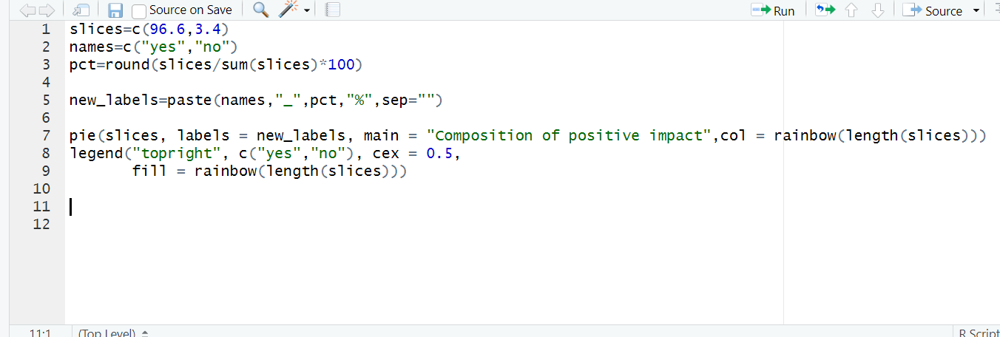 Source on Save Run Source
1 slices=c(96.6,3.4)
2 names=c("yes","no")
3 pct=round(slices/sum(slices)*100)
4
5 new_labels=paste(names,"_",pct,"%",sep="")
6
7 pie(slices, labels = new_labels, main = "Composition of positive impact",col = rainbow(length(slices)))
8 legend("topright", c("yes","no"), cex = 0.5,
9 fill = rainbow(length(slices)))
10
11
12
11:1 (Top Level) R Script